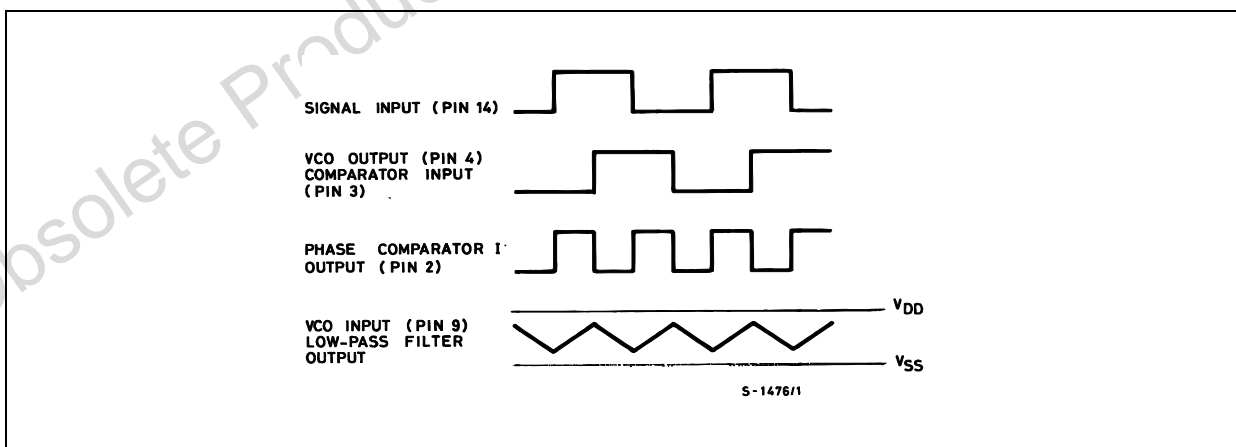 Obsolete Produc
SIGNAL INPUT (PIN 14)
VCO OUTPUT (PIN 4)
COMPARATOR INPUT
(PIN 3)
PHASE COMPARATOR I
OUTPUT (PIN 2)
VDD
VCO INPUT (PIN 9)
LOW-PASS FILTER
OUTPUT
VSS
S-1476/1